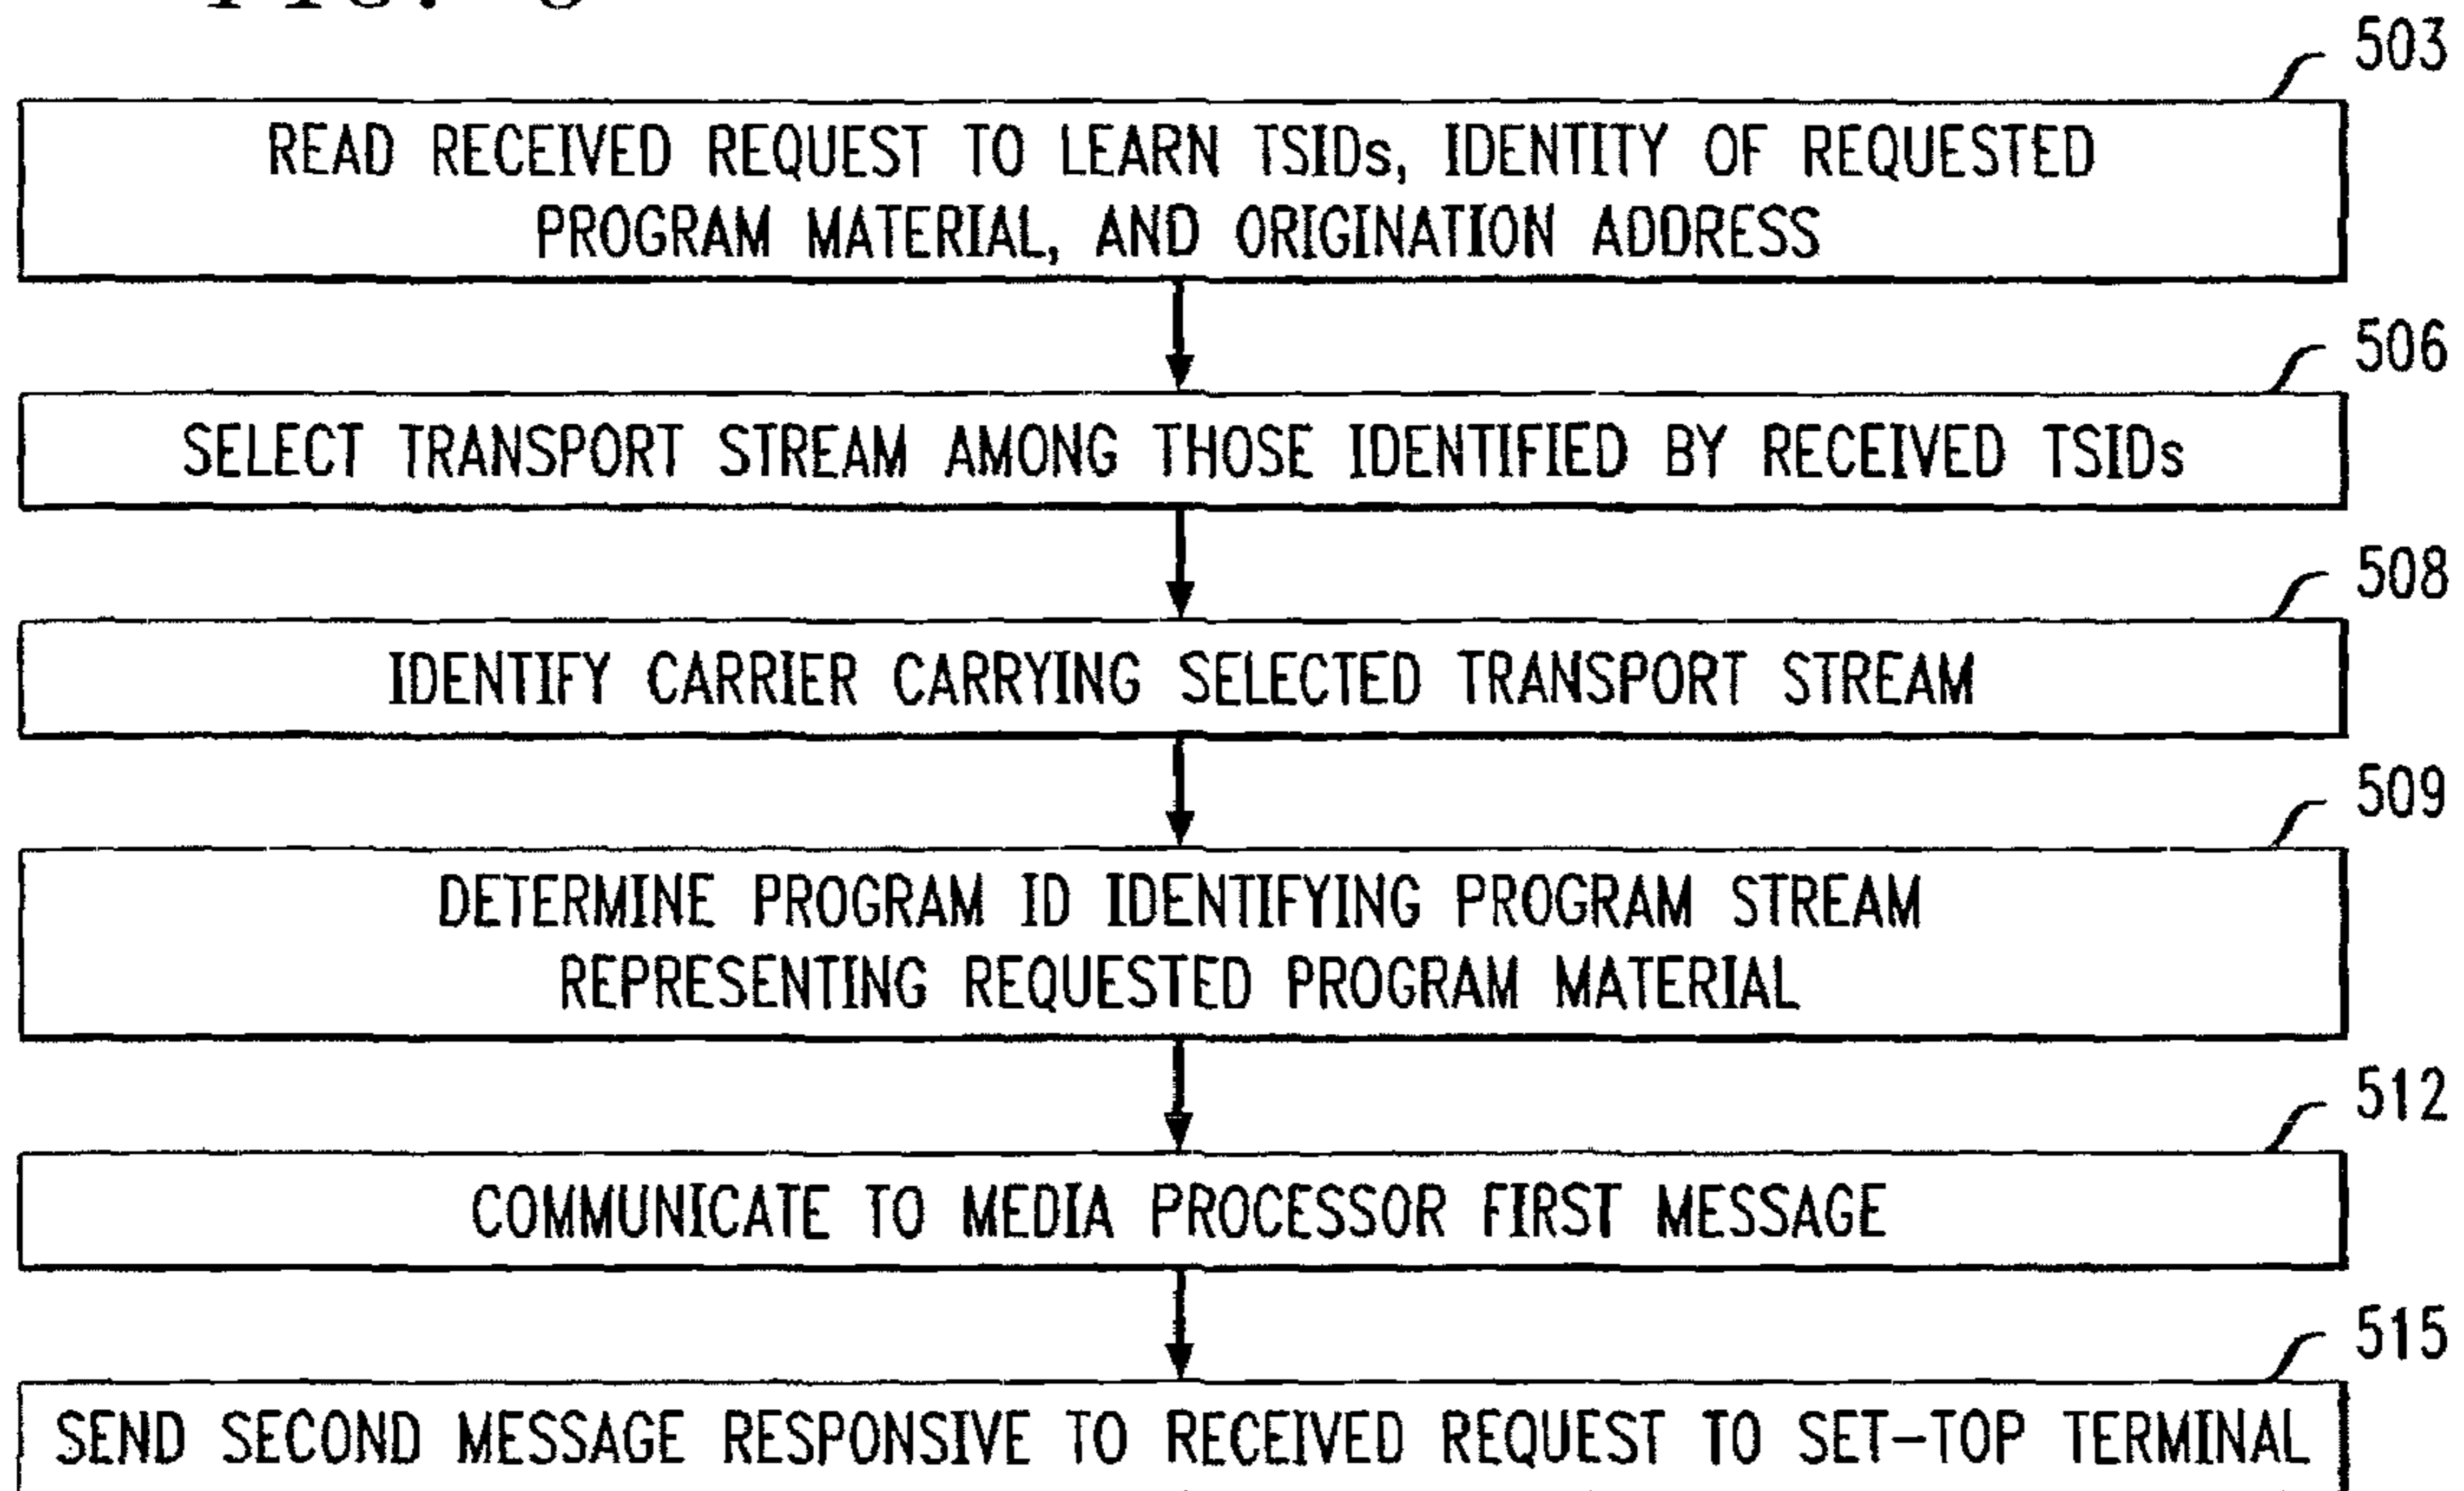 503
READ RECEIVED REQUEST TO LEARN TSIDs, IDENTITY OF REQUESTED
PROGRAM MATERIAL, AND ORIGINATION ADDRESS
506
SELECT TRANSPORT STREAM AMONG THOSE IDENTIFIED BY RECEIVED TSIDs
508
IDENTIFY CARRIER CARRYING SELECTED TRANSPORT STREAM
509
DETERMINE PROGRAM ID IDENTIFYING PROGRAM STREAM
REPRESENTING REQUESTED PROGRAM MATERIAL
512
COMMUNICATE TO MEDIA PROCESSOR FIRST MESSAGE
515
SEND SECOND MESSAGE RESPONSIVE TO RECEIVED REQUEST TO SET-TOP TERMINAL